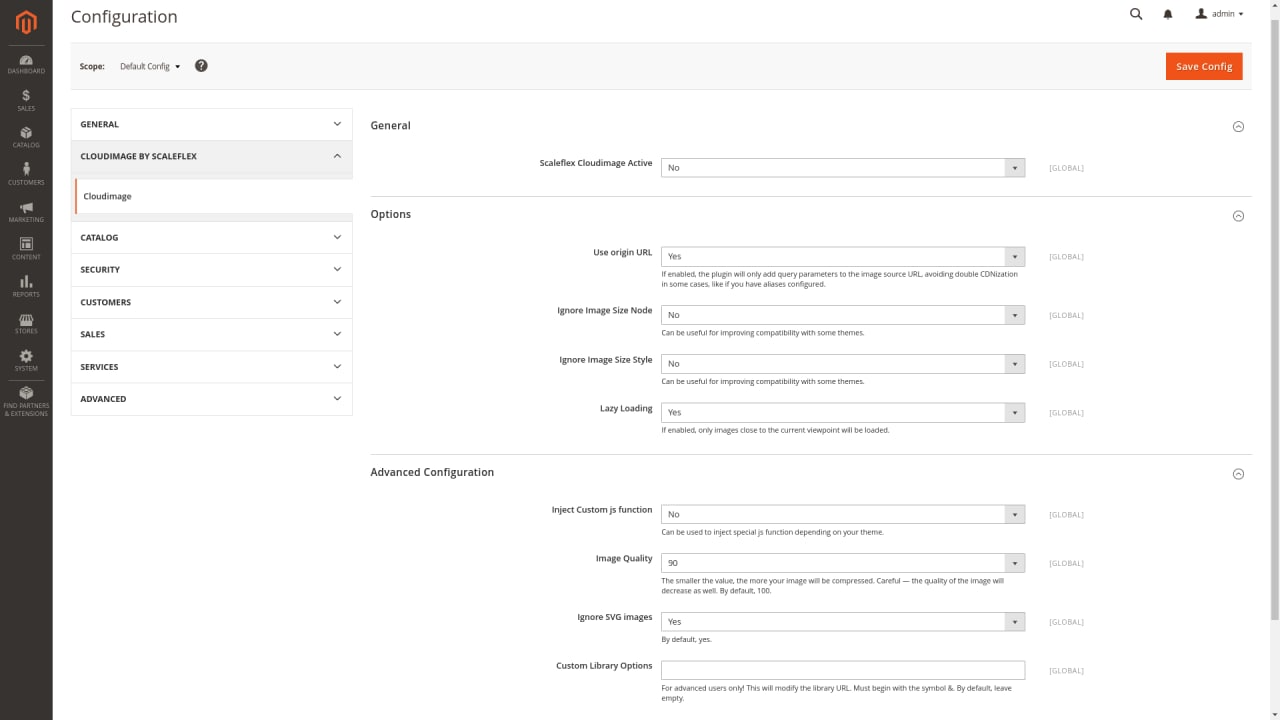 Configuration
admin
Scope:
Default Config
?
Save Config
DASHBOARD
SALES
CATALOG
CUSTOMERS
MARKETING
CONTENT
REPORTS
STORES
SYSTEM
FIND PARTNERS
& EXTENSIONS
GENERAL
CLOUDIMAGE BY SCALEFLEX
Cloudimage
CATALOG
SECURITY
CUSTOMERS
SALES
SERVICES
ADVANCED
General
Scaleflex Cloudimage Active
No
[GLOBAL]
Options
Use origin URL
Yes
[GLOBAL]
If enabled, the plugin will only add query parameters to the image source URL, avoiding double CDNization
in some cases, like if you have aliases configured.
Ignore Image Size Node
No
[GLOBAL]
Can be useful for improving compatibility with some themes.
Ignore Image Size Style
No
[GLOBAL]
Can be useful for improving compatibility with some themes.
Lazy Loading
Yes
[GLOBAL]
If enabled, only images close to the current viewpoint will be loaded.
Advanced Configuration
Inject Custom js function
No
[GLOBAL]
Can be used to inject special js function depending on your theme.
Image Quality
90
[GLOBAL]
The smaller the value, the more your image will be compressed. Careful — the quality of the image will
decrease as well. By default, 100.
Ignore SVG images
Yes
[GLOBAL]
By default, yes.
Custom Library Options
[GLOBAL]
For advanced users only! This will modify the library URL. Must begin with the symbol &. By default, leave
empty.